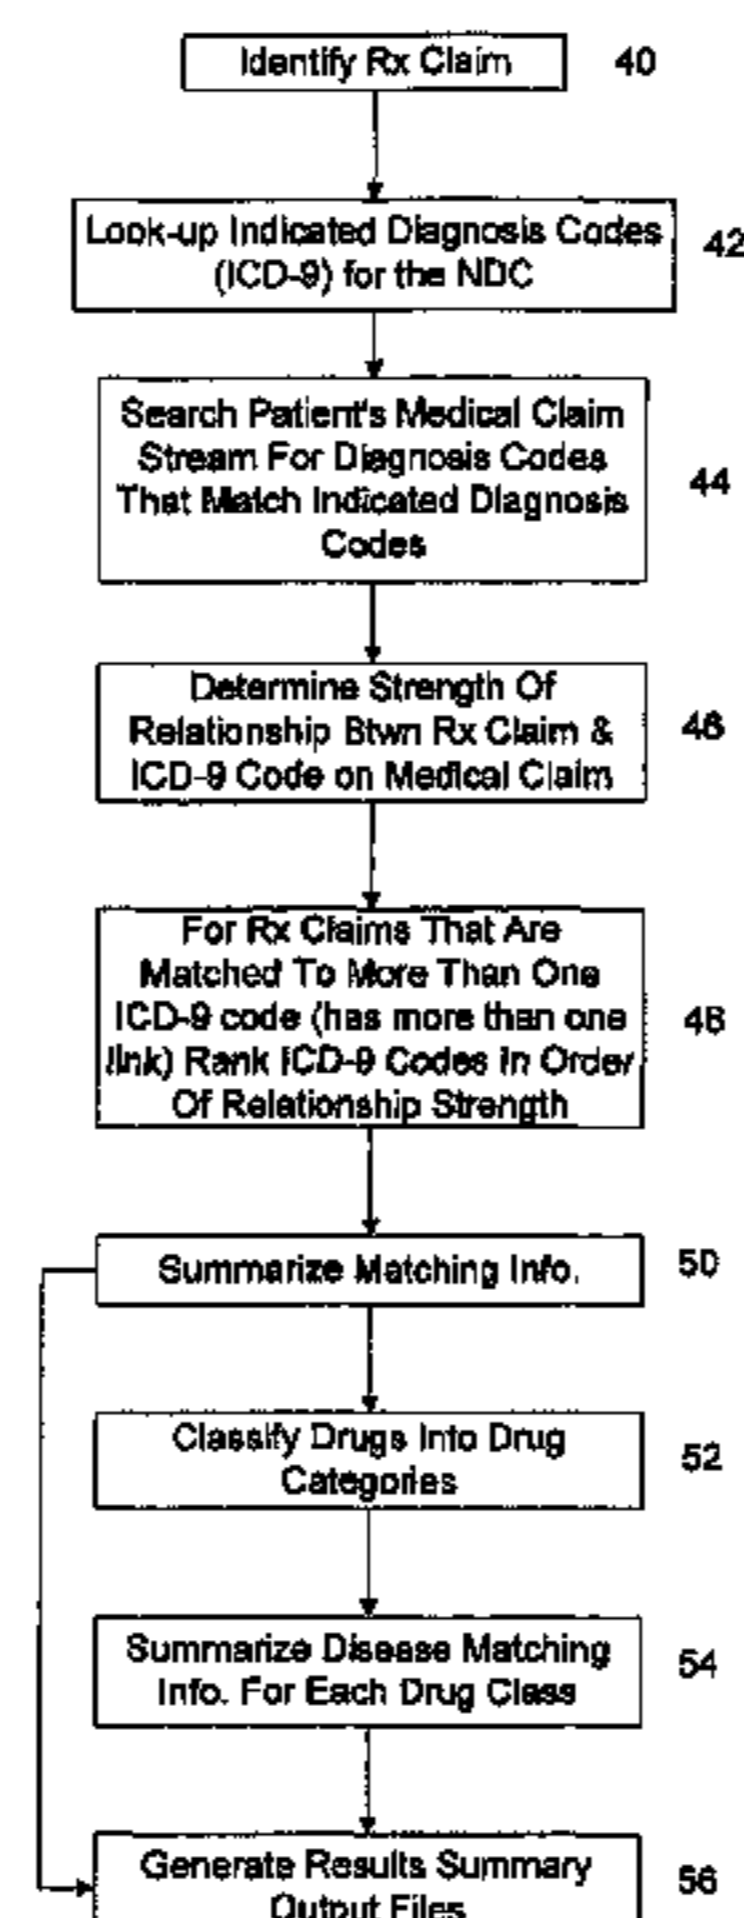 Identify Rx Claim
40
Look-up Indicated Diagnosis Codes
(ICD-9) for the NDC
42
Search Patient's Medical Claim
Stream For Diagnosis Codes
That Match Indicated Diagnosis
Codes
44
Determine Strength Of
Relationship Btwn Rx Claim &
ICD-9 Code on Medical Claim
46
For Rx Claims That Are
Matched To More Than One
ICD-9 code (has more than one
link) Rank ICD-9 Codes in Order
Of Relationship Strength
48
Summarize Matching Info.
50
Classify Drugs Into Drug
Categories
52
Summarize Disease Matching
Info. For Each Drug Class
54
Generate Results Summary
Output Files
56